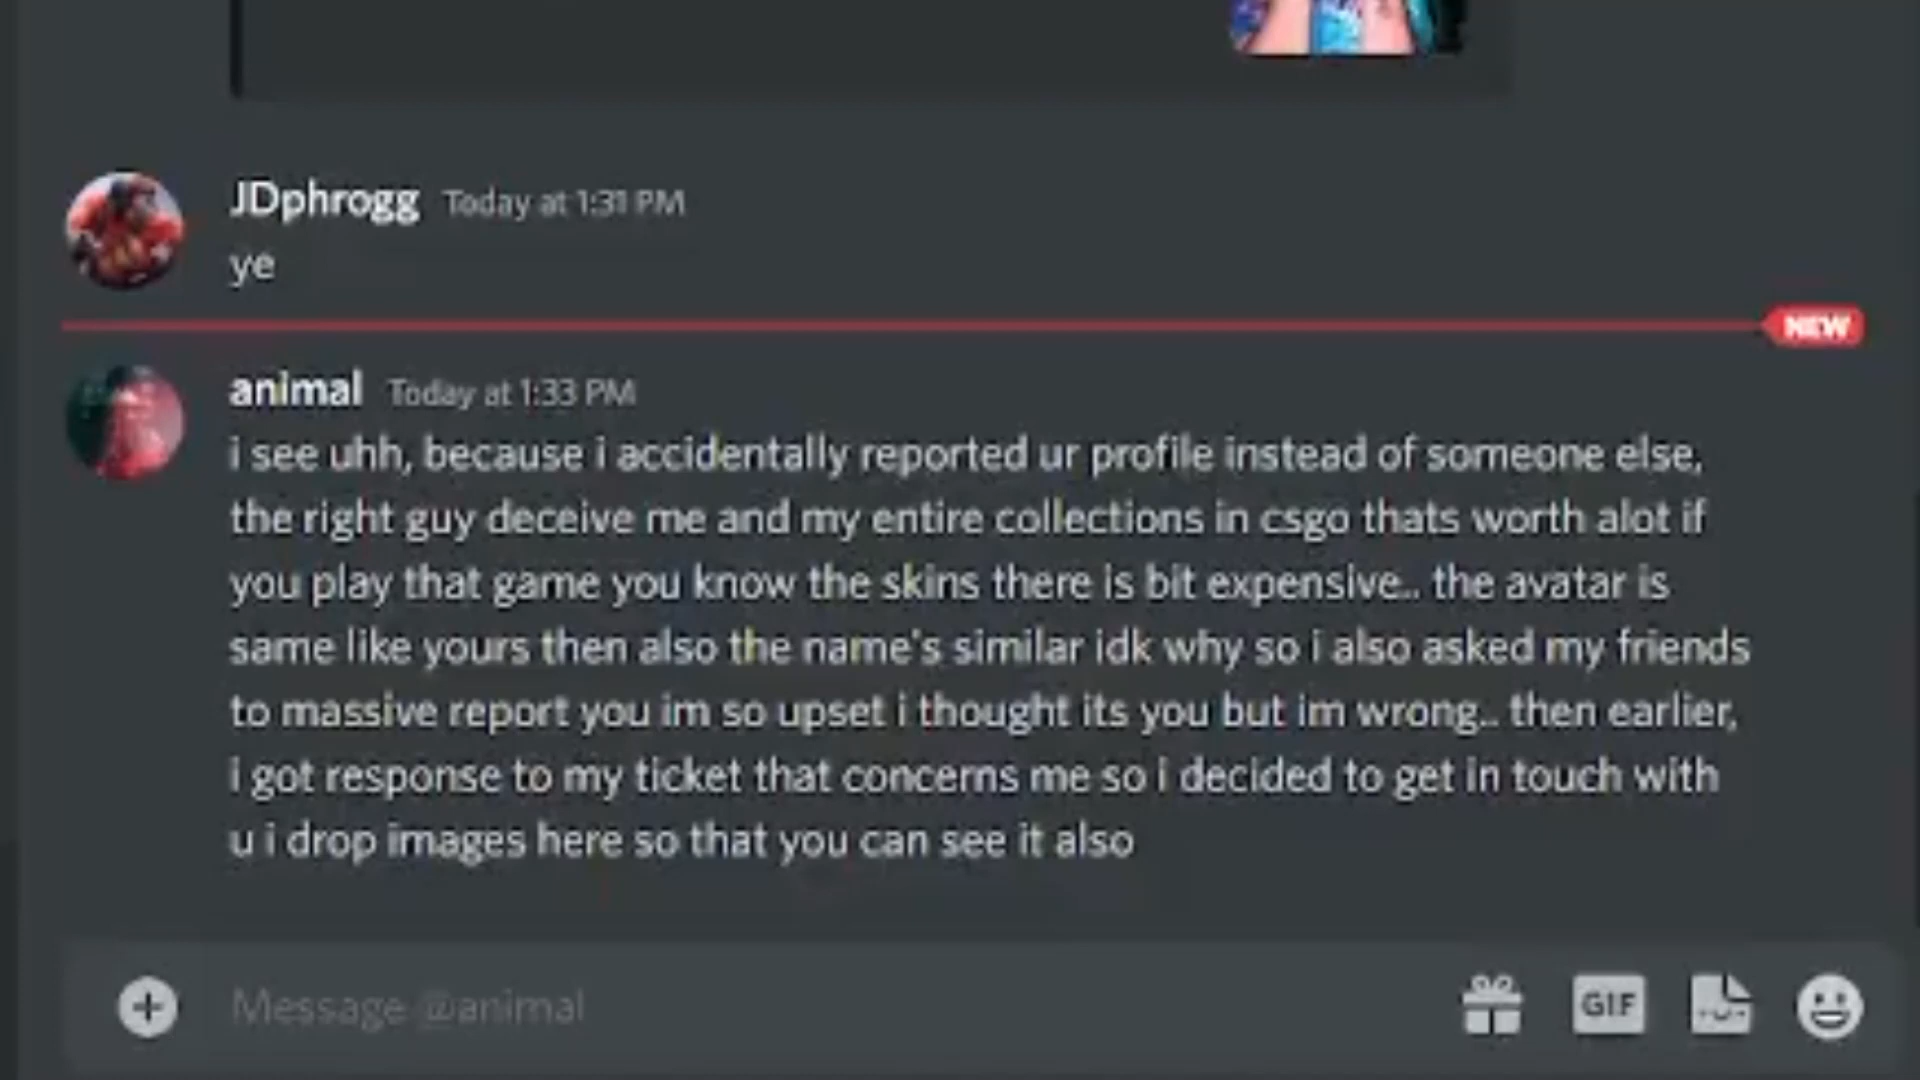 JDphrogg Today at 1:31 PM
ye
NEW
animal Today at 1:33 PM
i see uhh, because i accidentally reported ur profile instead of someone else,
the right guy deceive me and my entire collections in csgo thats worth alot if
you play that game you know the skins there is bit expensive.. the avatar is
same like yours then also the name's similar idk why so i also asked my friends
to massive report you im so upset i thought its you but im wrong.. then earlier,
i got response to my ticket that concerns me so i decided to get in touch with
u i drop images here so that you can see it also
Message @animal
GIF